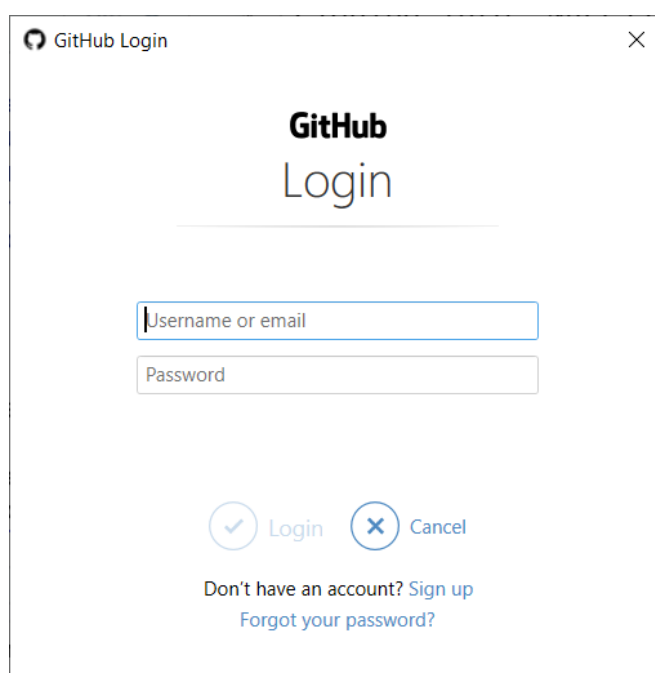 GitHub Login
GitHub
Login
Username or email
Password
Login Cancel
Don't have an account? Sign up
Forgot your password?